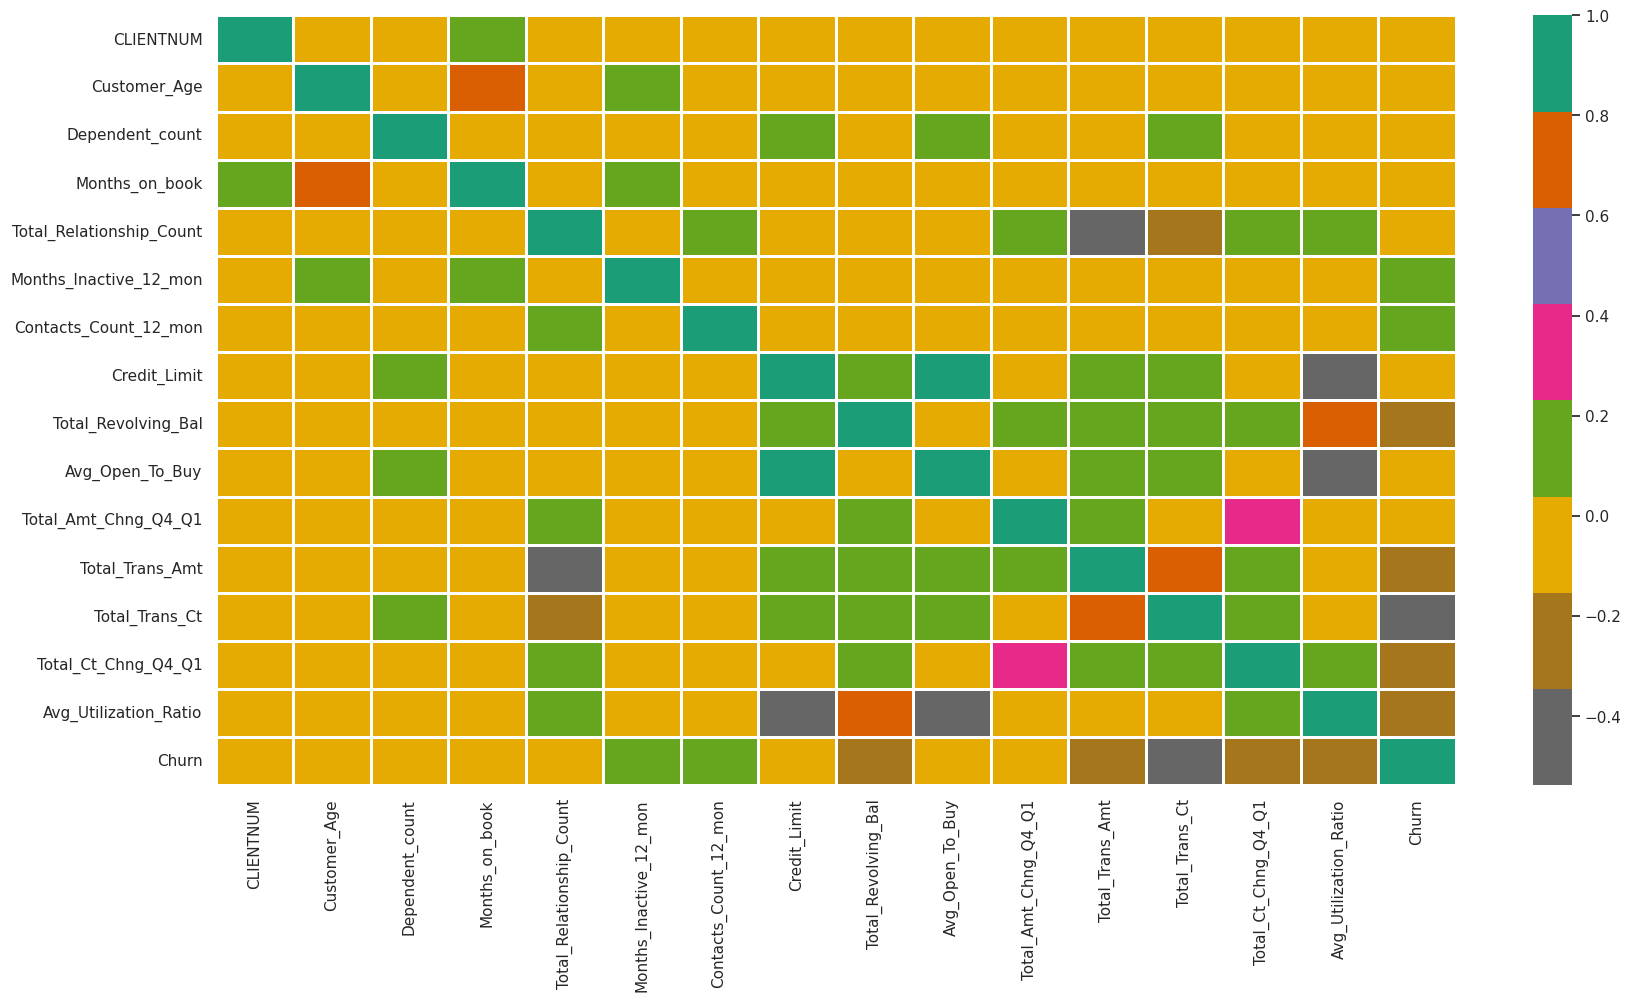 CLIENTNUM
Customer_Age
Dependent_count
Months_on_book
Total_Relationship_Count
Months_Inactive_12_mon
Contacts_Count_12_mon
Credit_Limit
Total_Revolving_Bal
Avg_Open_To_Buy
Total_Amt_Chng_Q4_Q1
Total_Trans_Amt
Total_Trans_Ct
Total_Ct_Chng_Q4_Q1
Avg_Utilization_Ratio
Churn
CLIENTNUM
Customer_Age
Dependent_count
Months_on_book
Total_Relationship_Count
Months_Inactive_12_mon
Contacts_Count_12_mon
Credit_Limit
Total_Revolving_Bal
Avg_Open_To_Buy
Total_Amt_Chng_Q4_Q1
Total_Trans_Amt
Total_Trans_Ct
Total_Ct_Chng_Q4_Q1
Avg_Utilization_Ratio
Churn
1.0
0.8
0.6
0.4
0.2
0.0
−0.2
−0.4